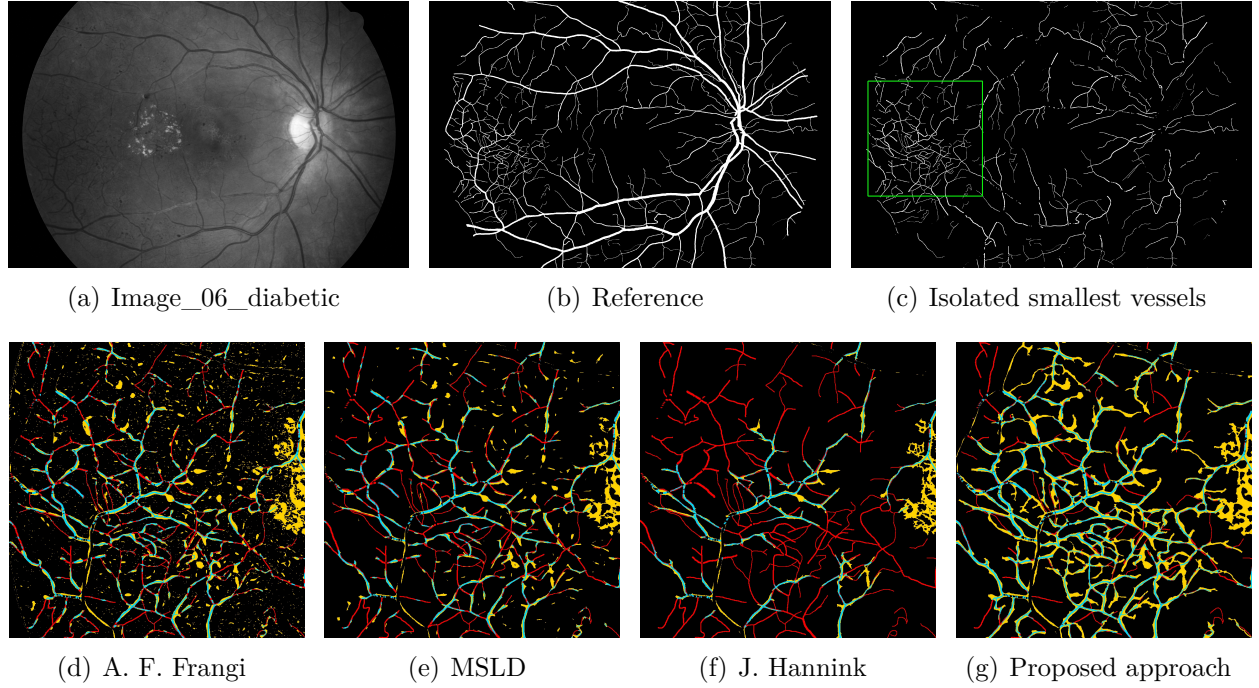 (a) Image_06_diabetic
(b) Reference
(c) Isolated smallest vessels
(d) A. F. Frangi
(e) MSLD
(f) J. Hannink
(g) Proposed approach